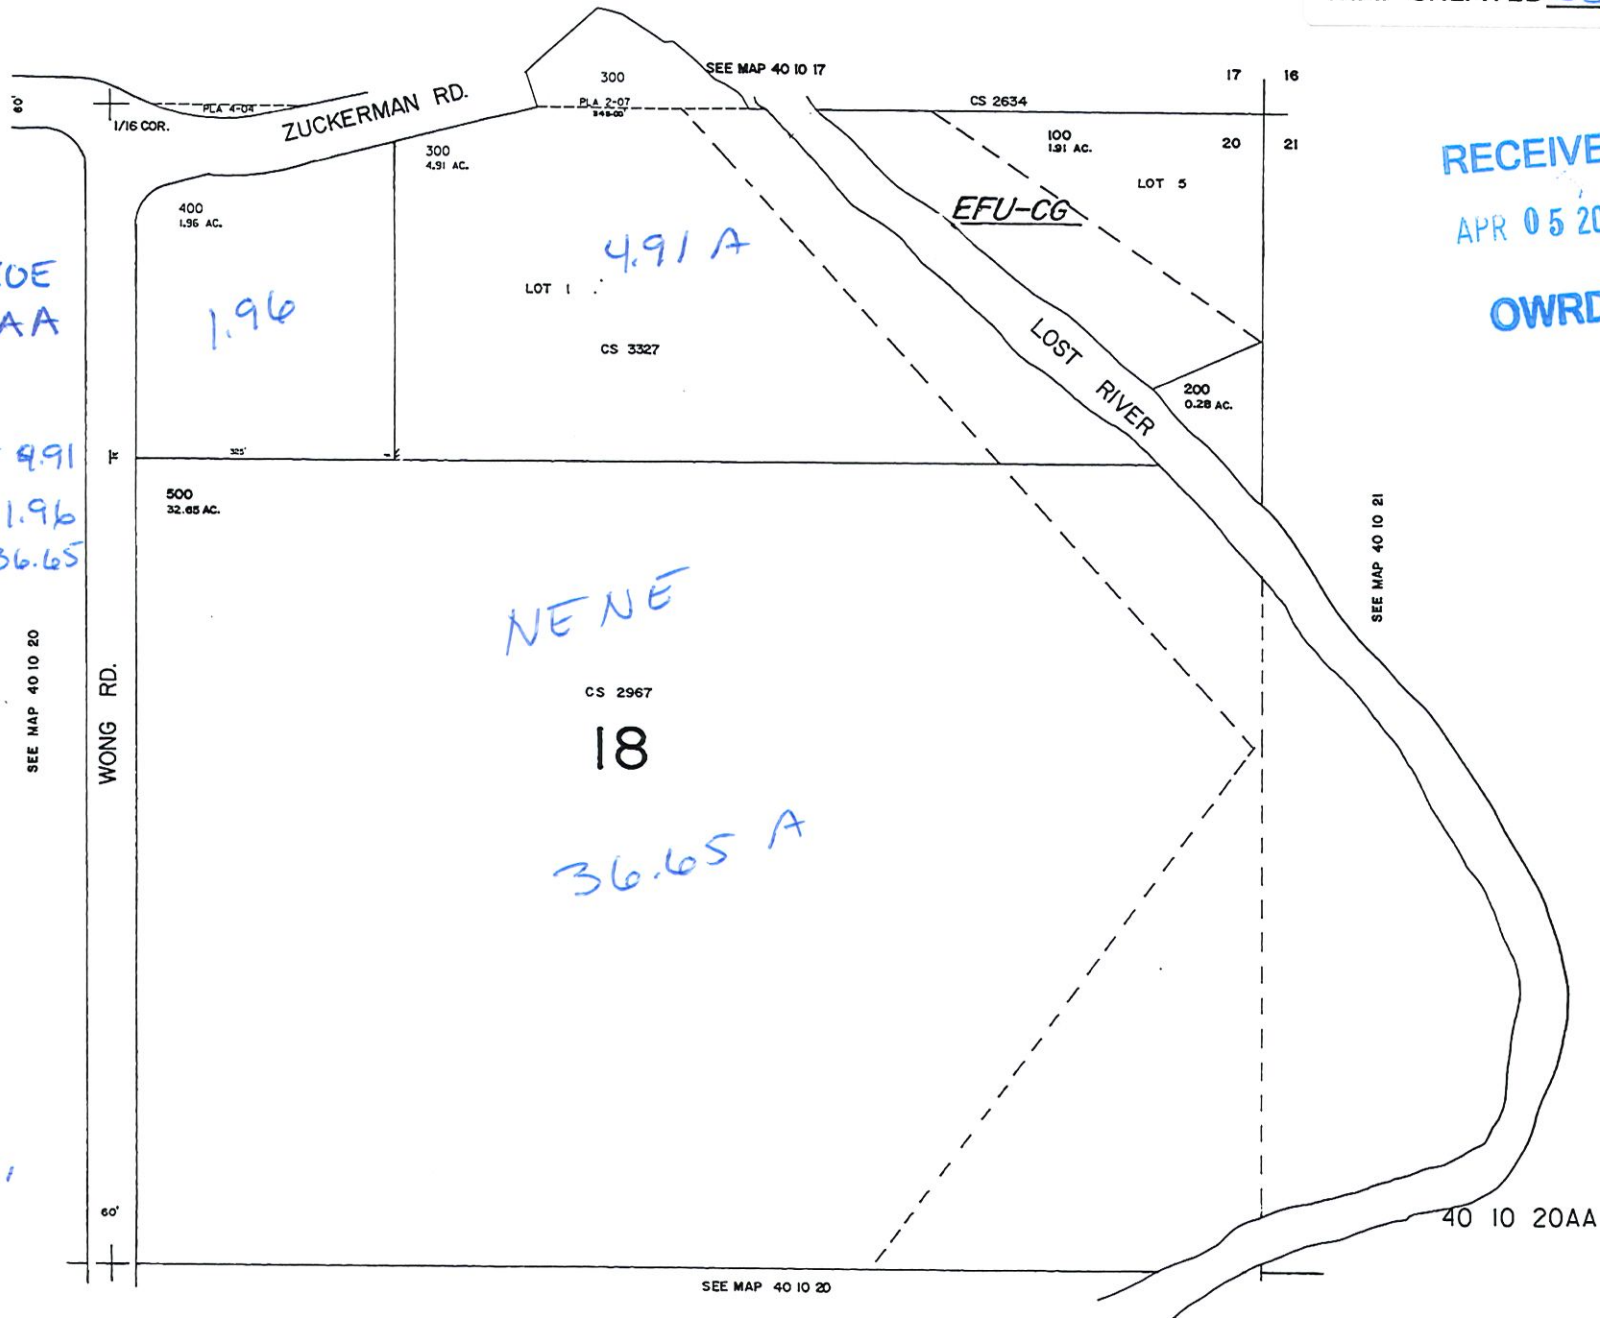 SEE MAP 40 10 17
17
16
300
PLA 2-07
CS 2634
60'
PLA 4-04
1/16 COR.
ZUCKERMAN RD.
100
1.91 AC.
20
21
LOT 5
RECEIVE
APR 05 20
OWRD
300
4.91 AC.
400
1.96 AC.
EFU-CG
4.91 A
LOT 1
1.96
AA
CS 3327
LOST RIVER
200
0.28 AC.
4.91
1.96
36.65
325'
500
32.65 AC.
SEE MAP 40 10 21
NENE
SEE MAP 40 10 20
WONG RD.
CS 2967
18
36.65 A
60'
40 10 20AA
SEE MAP 40 10 20